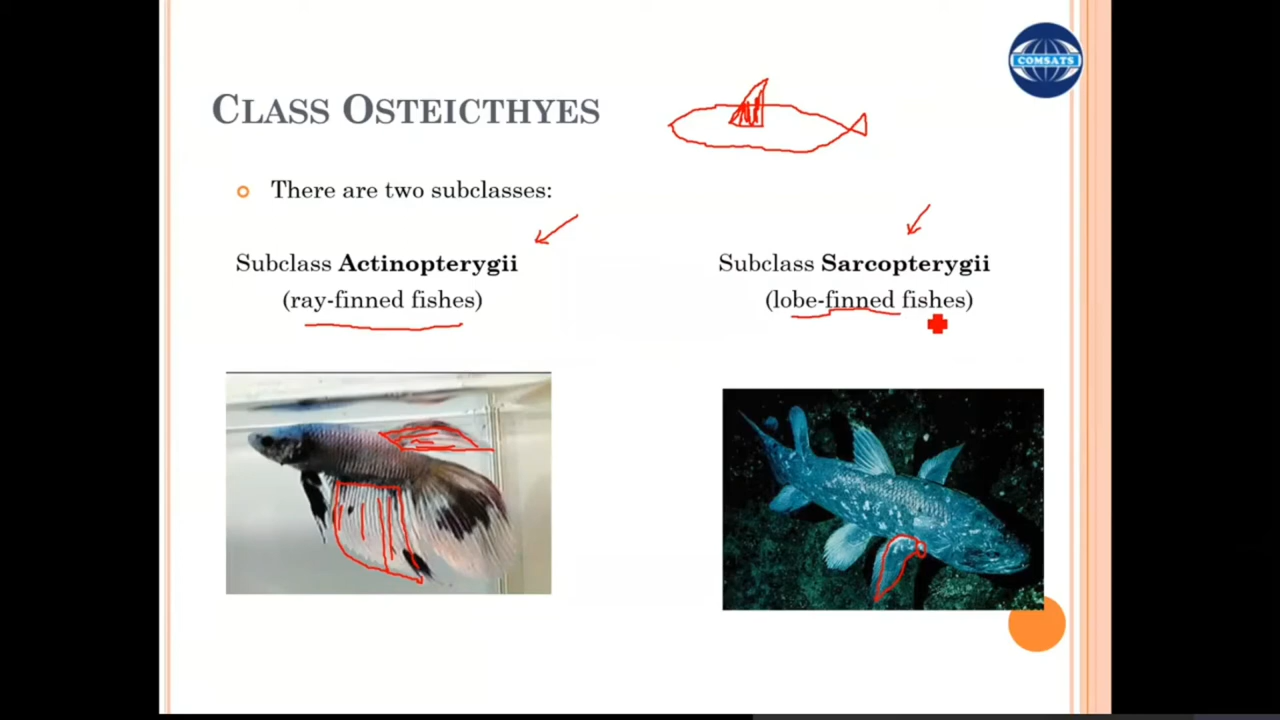 COMSATS
CLASS OSTEICTHYES
There are two subclasses:
Subclass Actinopterygii
(ray-finned fishes)
Subclass Sarcopterygii
(lobe-finned fishes)